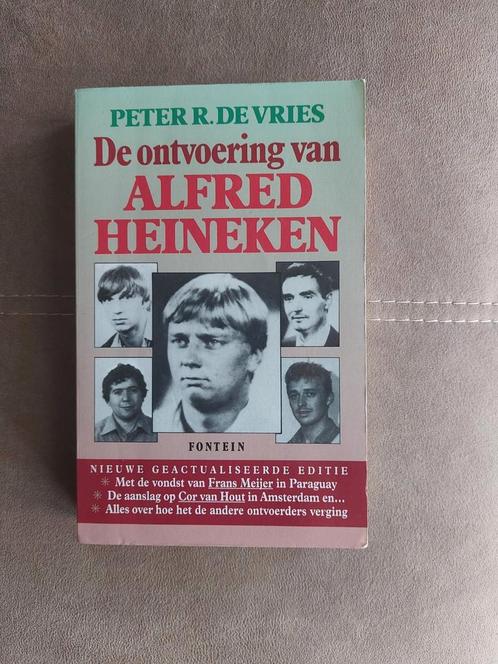 PETER R. DE VRIES
De ontvoering van
ALFRED
HEINEKEN
FONTEIN
NIEUWE GEACTUALISEERDE EDITIE
✳ Met de vondst van Frans Meijer in Paraguay
✳ De aanslag op Cor van Hout in Amsterdam en...
✳ Alles over hoe het de andere ontvoerders verging